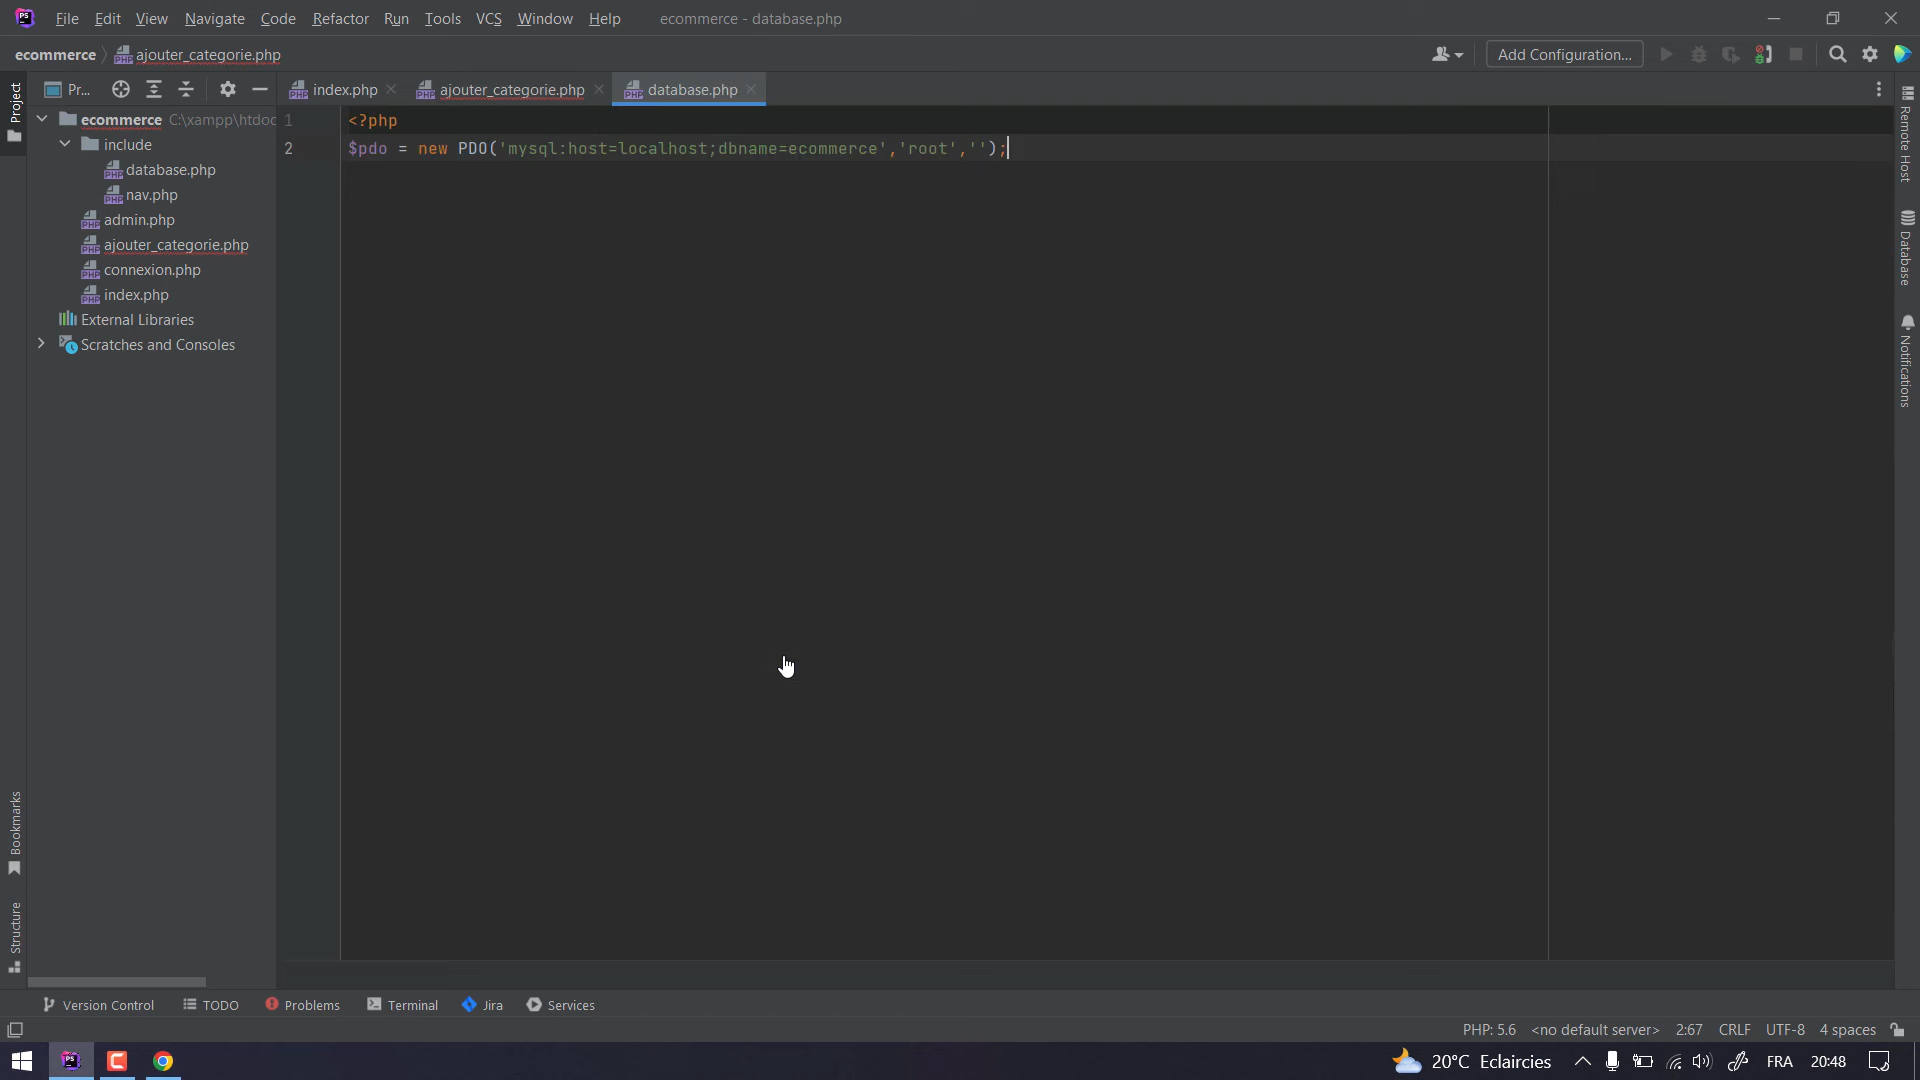 File Edit View Navigate Code Refactor Run Tools VCS Window Help ecommerce - database.php
ecommerce ajouter_categorie.php Add Configuration...
Project
Pr...
index.php ajouter_categorie.php database.php
ecommerce C:\xampp\htdoc
include
database.php
nav.php
admin.php
ajouter_categorie.php
connexion.php
index.php
External Libraries
Scratches and Consoles
1 <?php
2 $pdo = new PDO('mysql:host=localhost;dbname=ecommerce','root','');
Remote Host
Database
Notifications
Bookmarks
Structure
Version Control TODO Problems Terminal Jira Services
PHP: 5.6 <no default server> 2:67 CRLF UTF-8 4 spaces
20°C Eclaircies FRA 20:48